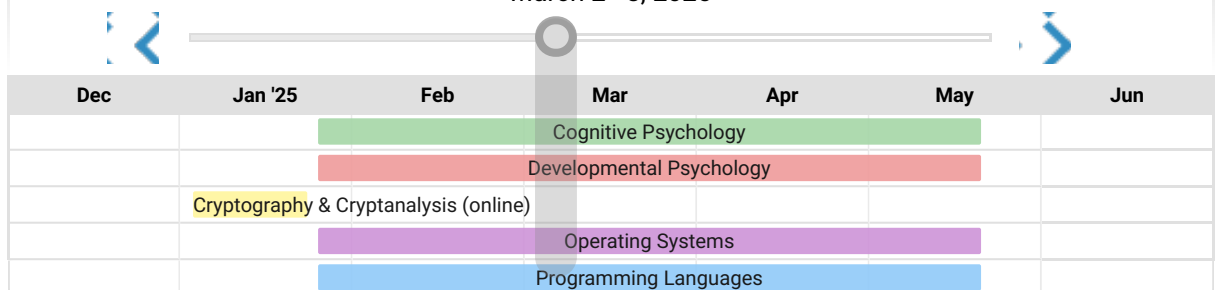 Dec Jan '25 Feb Mar Apr May Jun
Cognitive Psychology
Developmental Psychology
Cryptography & Cryptanalysis (online)
Operating Systems
Programming Languages